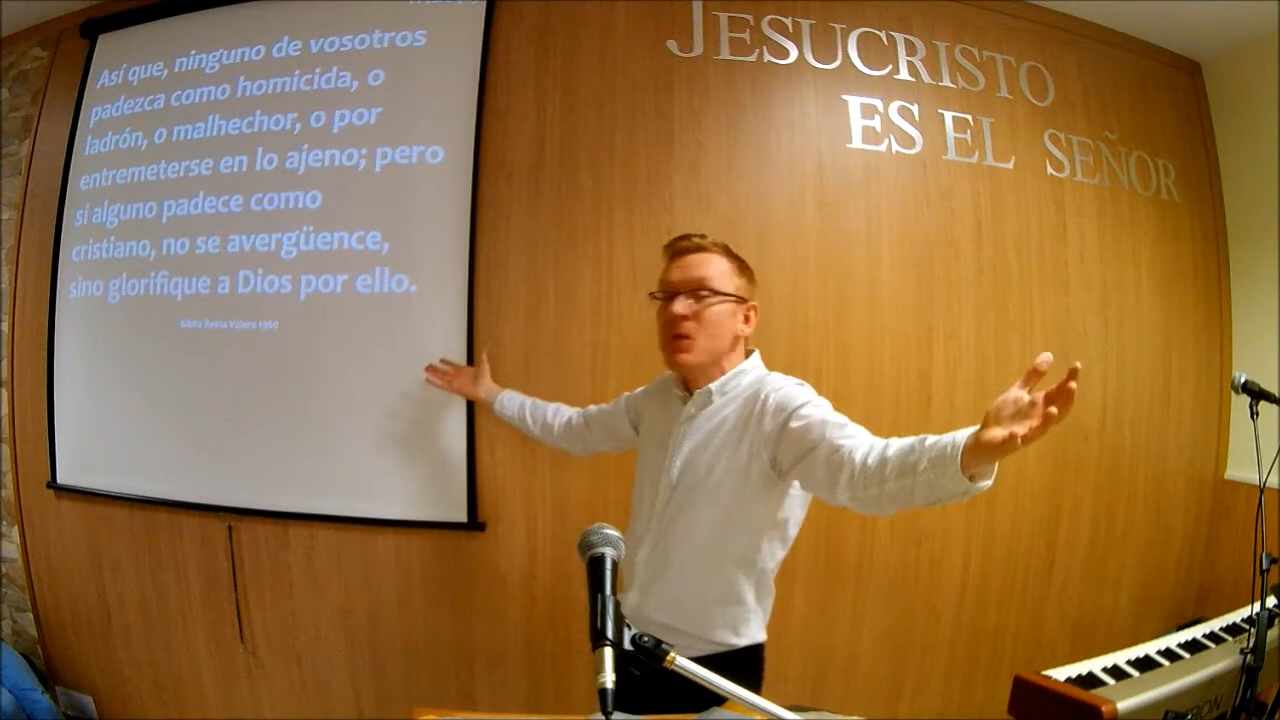 Así que, ninguno de vosotros
padezca como homicida, o
ladrón, o malhechor, o por
entremeterse en lo ajeno; pero
si alguno padece como
cristiano, no se avergüence,
sino glorifique a Dios por ello.
Biblia Reina Valera 1960
JESUCRISTO
ES EL SEÑOR